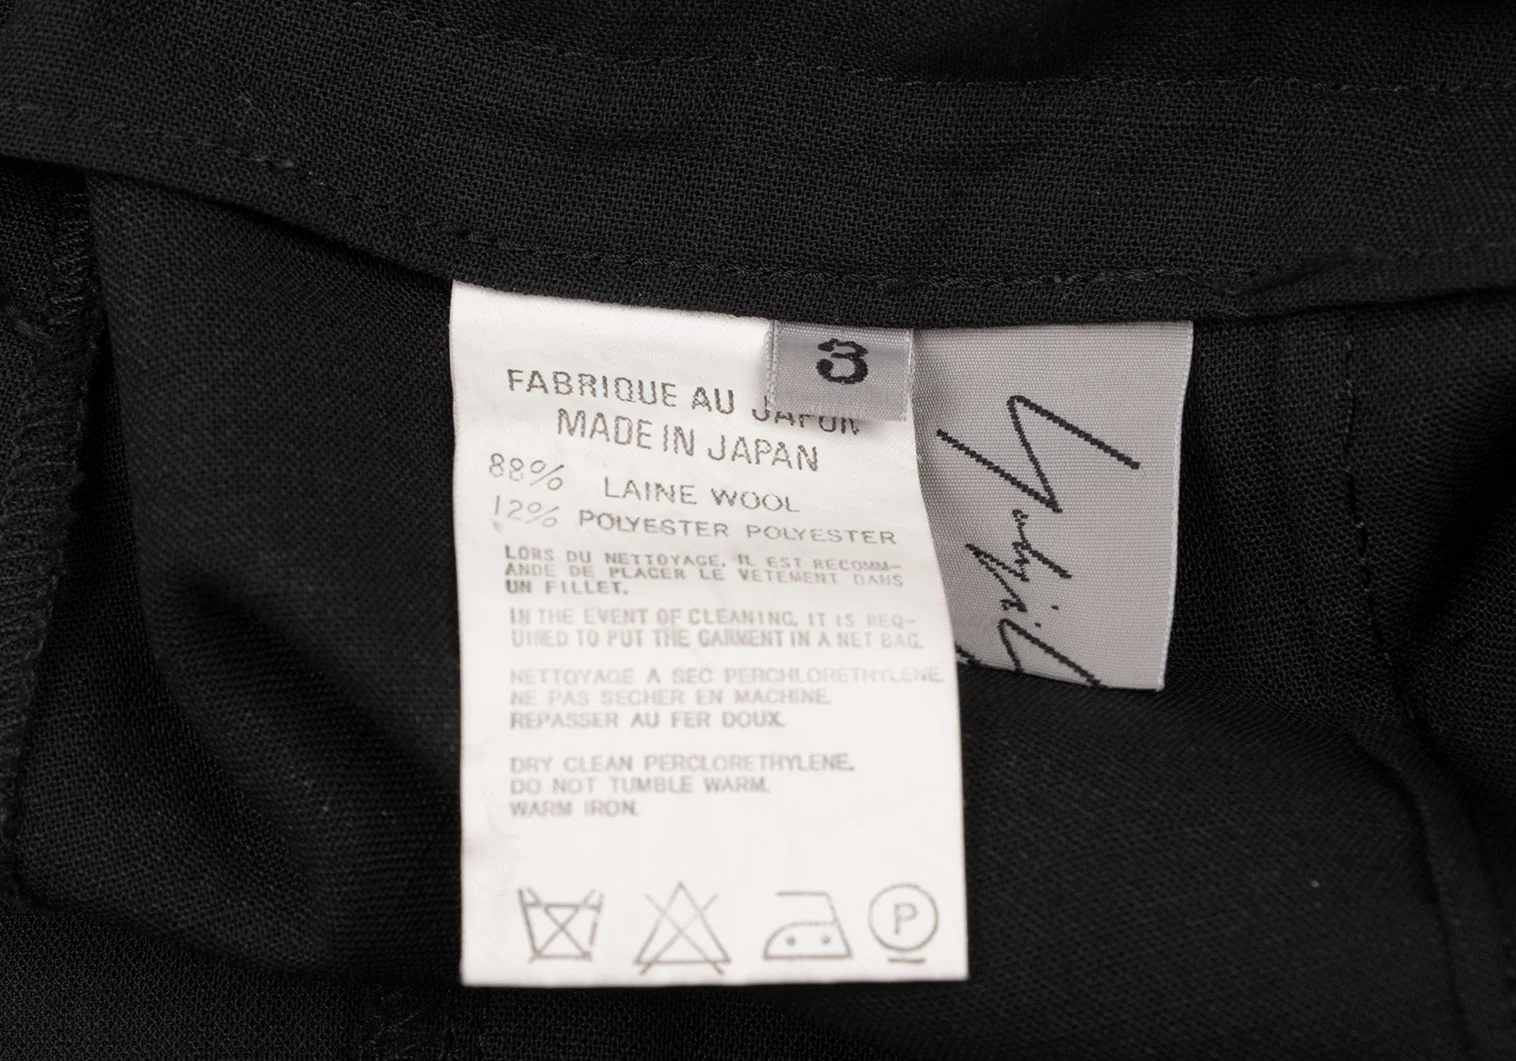 3
FABRIQUE AU JAPON
MADE IN JAPAN
88% LAINE WOOL
12% POLYESTER POLYESTER
LORS DU NETTOYAGE, IL EST RECOMM-
ANDE DE PLACER LE VETEMENT DANS
UN FILLET.
IN THE EVENT OF CLEANING, IT IS REQ-
UIRED TO PUT THE GARMENT IN A NET BAG.
NETTOYAGE A SEC PERCHLORETHYLENE.
NE PAS SECHER EN MACHINE.
REPASSER AU FER DOUX.
DRY CLEAN PERCLORETHYLENE.
DO NOT TUMBLE WARM.
WARM IRON.
P